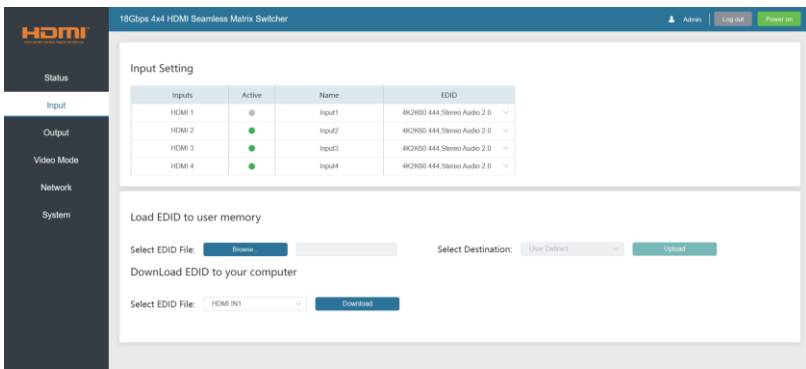 HDMI
18Gbps 4x4 HDMI Seamless Matrix Switcher
Admin
Log out
Power on
Status
Input
Output
Video Mode
Network
System
Input Setting
Inputs Active Name EDID
HDMI 1 Input1 4K2K60 444,Stereo Audio 2.0
HDMI 2 Input2 4K2K60 444,Stereo Audio 2.0
HDMI 3 Input3 4K2K60 444,Stereo Audio 2.0
HDMI 4 Input4 4K2K60 444,Stereo Audio 2.0
Load EDID to user memory
Select EDID File: Browse... Select Destination: User Define1 Upload
DownLoad EDID to your computer
Select EDID File: HDMI IN1 Download